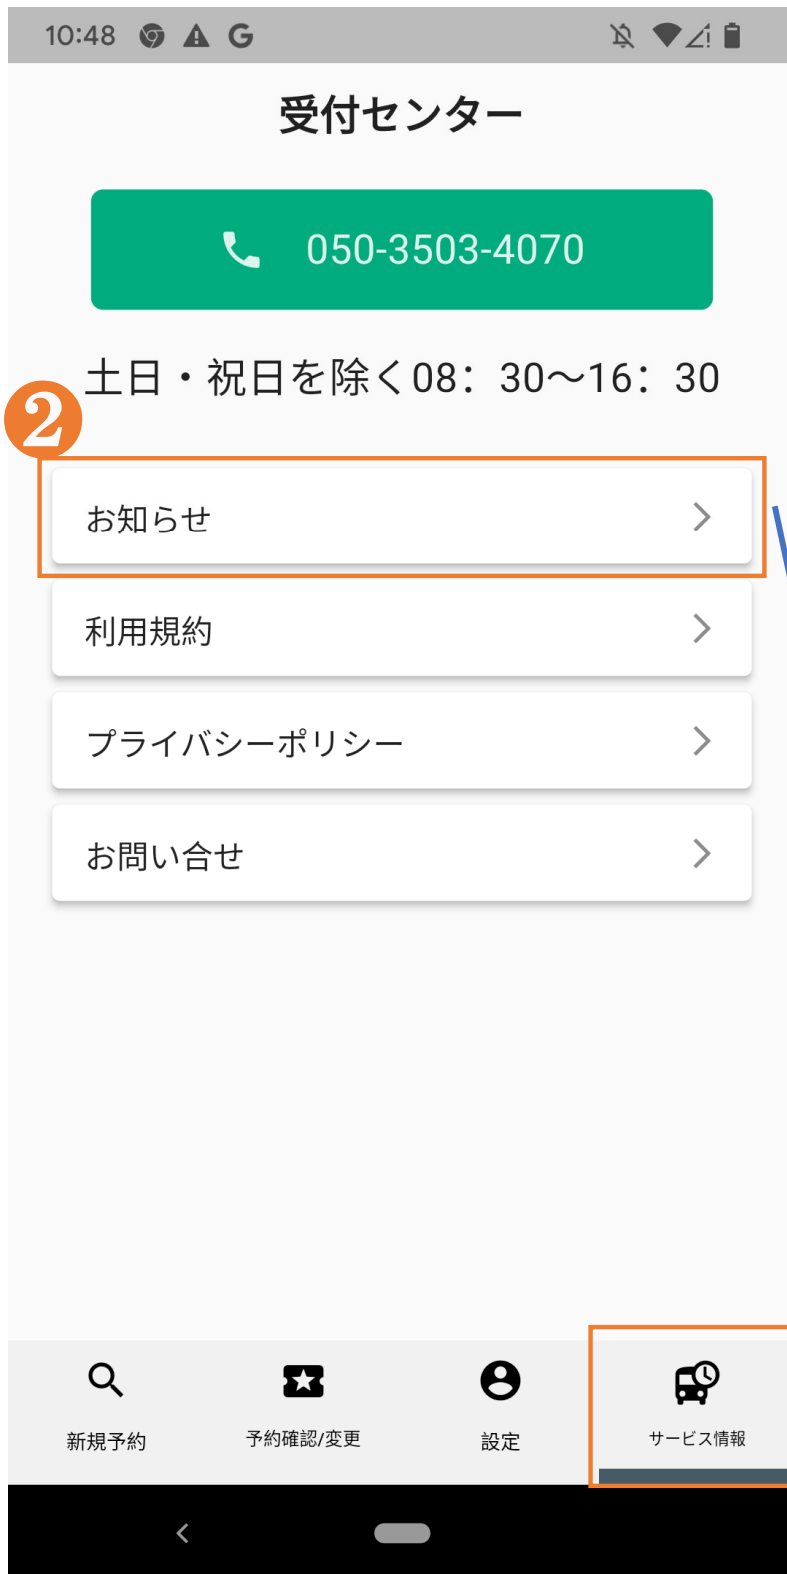 10:48
受付センター
050-3503-4070
土日・祝日を除く08：30〜16：30
2
お知らせ
利用規約
プライバシーポリシー
お問い合せ
新規予約
予約確認/変更
設定
サービス情報